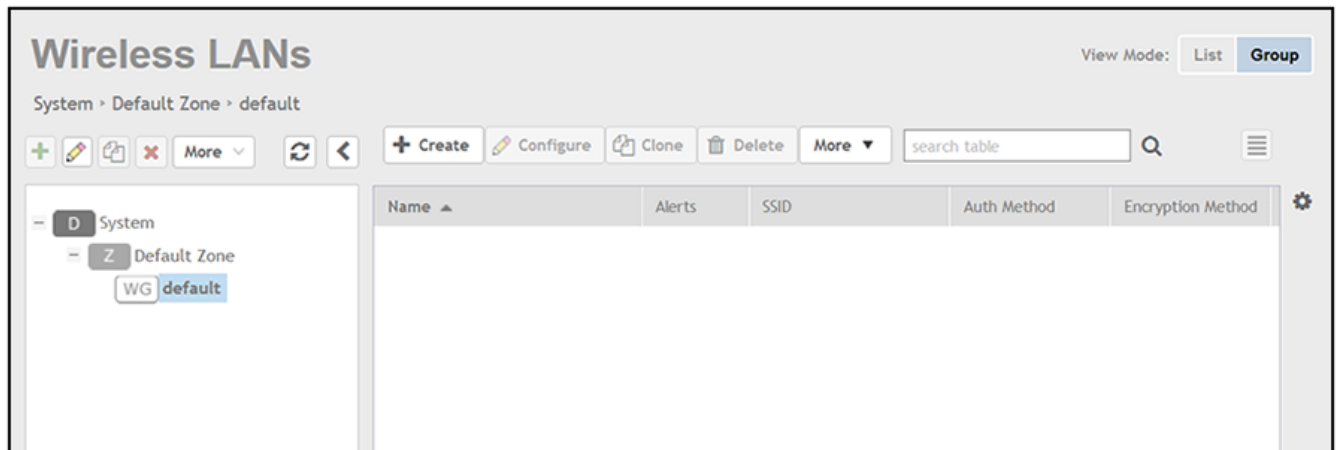 Wireless LANs
View Mode: List Group
System › Default Zone › default
More
+ Create Configure Clone Delete More ▼ search table
Name ▲ Alerts SSID Auth Method Encryption Method
D System
Z Default Zone
WG default